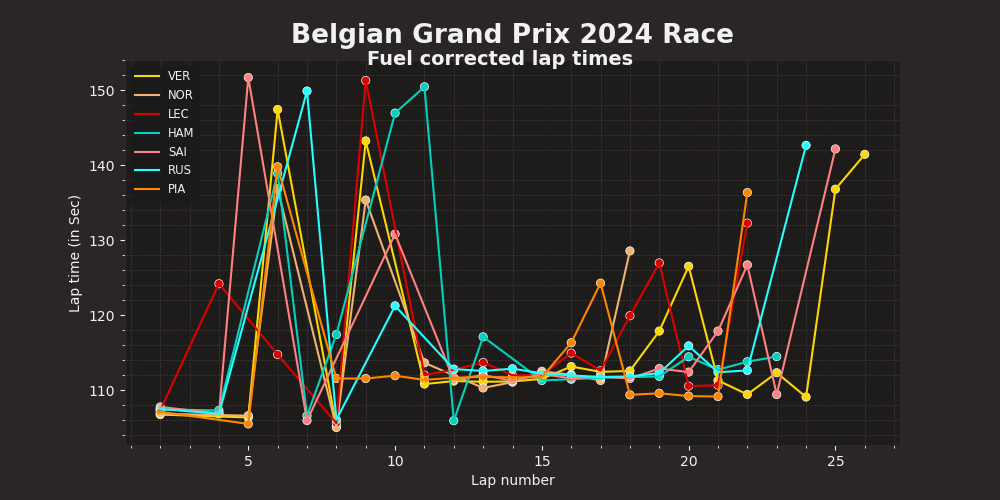 Belgian Grand Prix 2024 Race
Fuel corrected lap times
VER
NOR
LEC
HAM
SAI
RUS
PIA
150
140
130
120
110
Lap time (in Sec)
5 10 15 20 25
Lap number